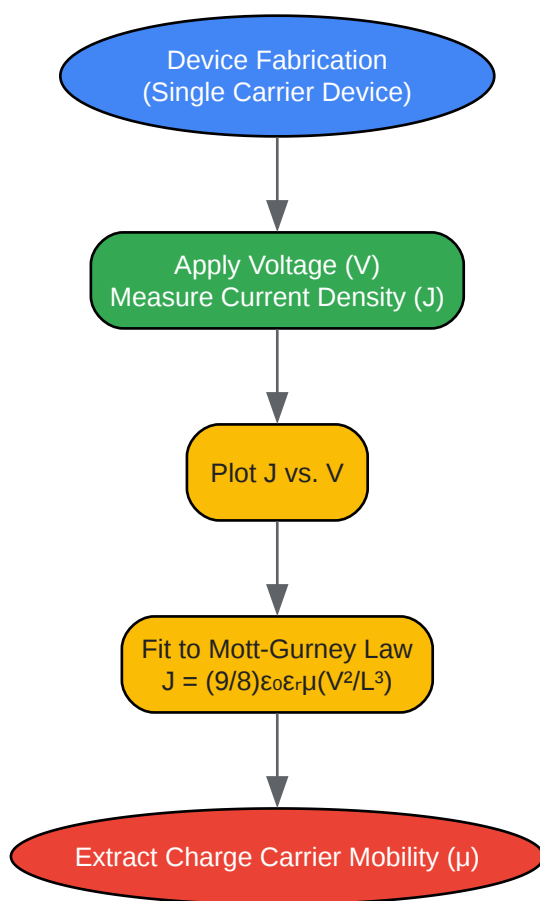 Device Fabrication
(Single Carrier Device)
Apply Voltage (V)
Measure Current Density (J)
Plot J vs. V
Fit to Mott-Gurney Law
J = (9/8)ε₀εᵣμ(V²/L³)
Extract Charge Carrier Mobility (μ)